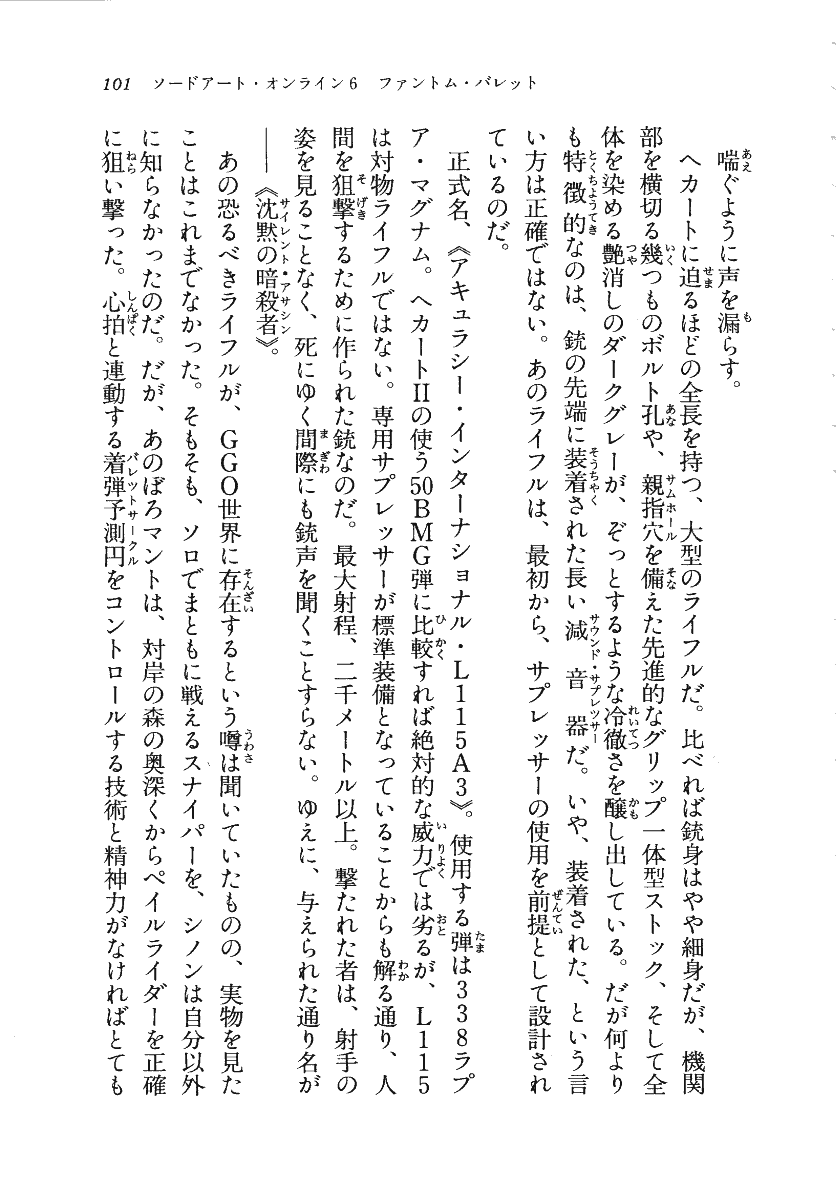 101 ソードアート・オンライン6 ファントム・バレット
喘ぐように声を漏らす。
ヘカートに迫るほどの全長を持つ、大型のライフルだ。比べれば銃身はやや細身だが、機関
部を横切る幾つものボルト孔や、親指穴を備えた先進的なグリップ一体型ストック、そして全
体を染める艶消しのダークグレーが、ぞっとするような冷徹さを醸し出している。だが何より
も特徴的なのは、銃の先端に装着された長い減音器だ。いや、装着された、という言
い方は正確ではない。あのライフルは、最初から、サプレッサーの使用を前提として設計され
ているのだ。
正式名、《アキュラシー・インターナショナル・L115A3》。使用する弾は338ラプ
ア・マグナム。ヘカートIIの使う50BMG弾に比較すれば絶対的な威力では劣るが、L115
は対物ライフルではない。専用サプレッサーが標準装備となっていることからも解る通り、人
間を狙撃するために作られた銃なのだ。最大射程、二千メートル以上。撃たれた者は、射手の
姿を見ることなく、死にゆく間際にも銃声を聞くことすらない。ゆえに、与えられた通り名が
――《沈黙の暗殺者》。
あの恐るべきライフルが、GGO世界に存在するという噂は聞いていたものの、実物を見た
ことはこれまでなかった。そもそも、ソロでまともに戦えるスナイパーを、シノンは自分以外
に知らなかったのだ。だが、あのぼろマントは、対岸の森の奥深くからペイルライダーを正確
に狙い撃った。心拍と連動する着弾予測円をコントロールする技術と精神力がなければとても